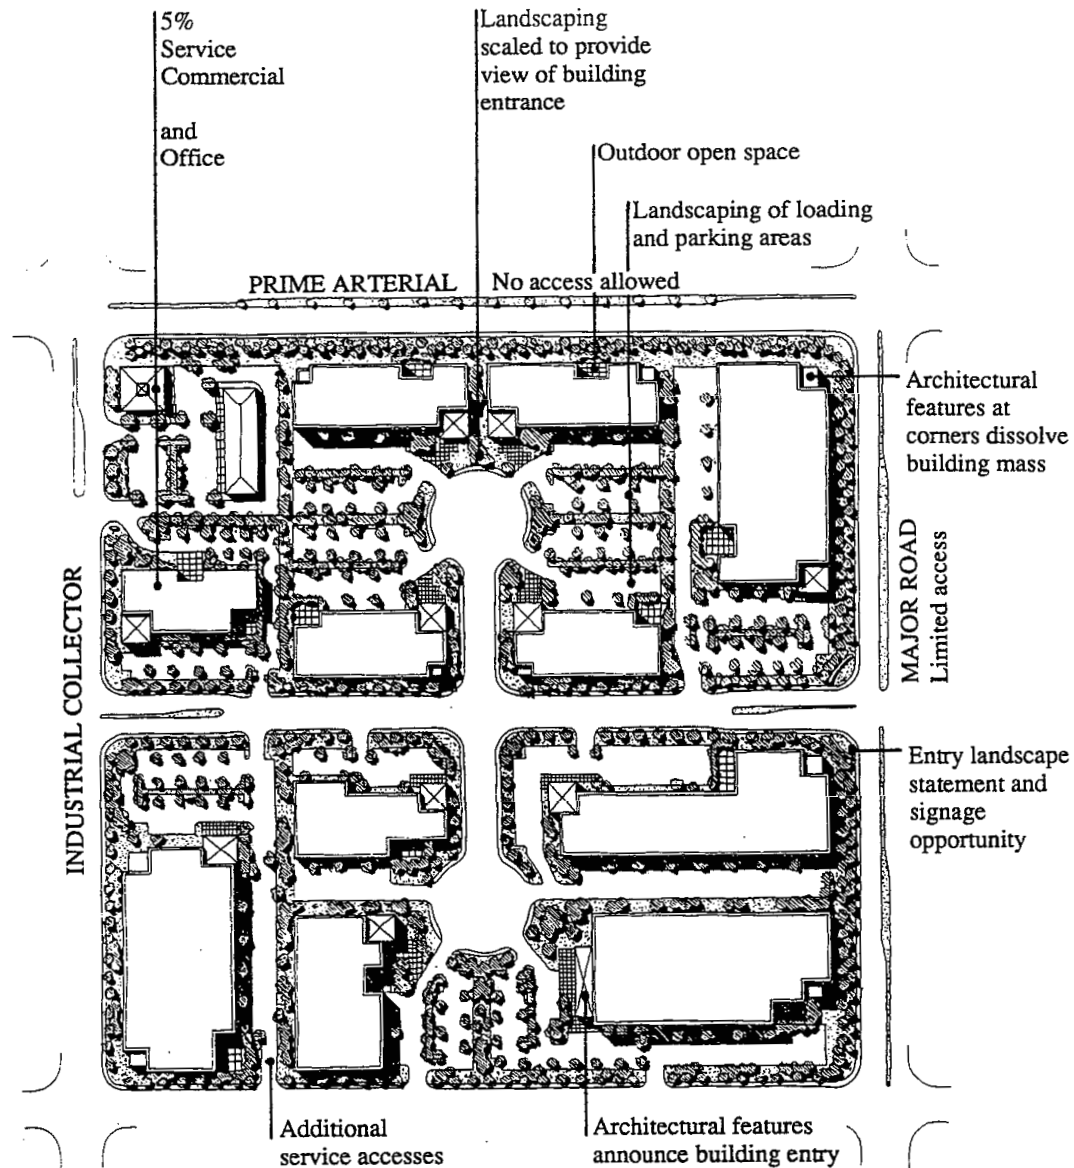 5%
Service
Commercial
and
Office
Landscaping
scaled to provide
view of building
entrance
Outdoor open space
Landscaping of loading
and parking areas
PRIME ARTERIAL No access allowed
Architectural
features at
corners dissolve
building mass
MAJOR ROAD
Limited access
INDUSTRIAL COLLECTOR
Entry landscape
statement and
signage
opportunity
Additional
service accesses
Architectural features
announce building entry